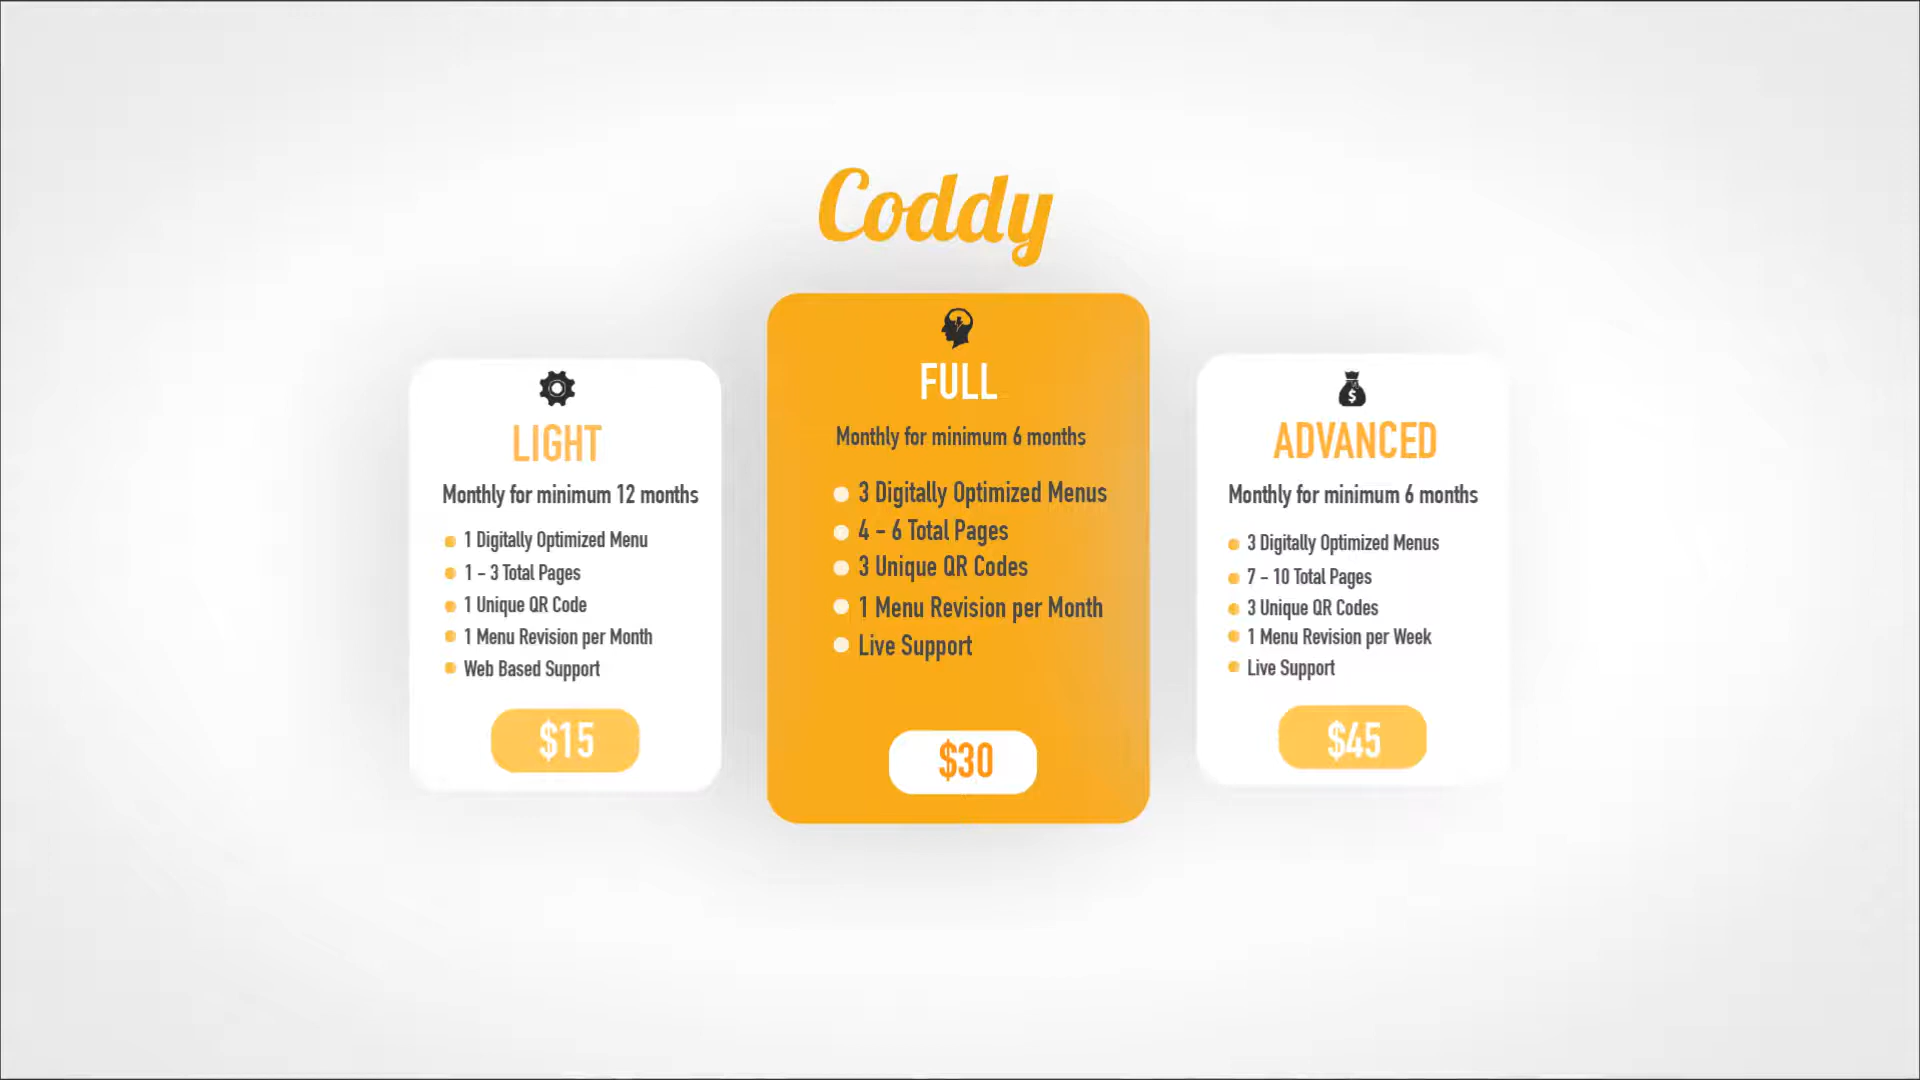 Coddy
LIGHT
Monthly for minimum 12 months
1 Digitally Optimized Menu
1 - 3 Total Pages
1 Unique QR Code
1 Menu Revision per Month
Web Based Support
$15
FULL
Monthly for minimum 6 months
3 Digitally Optimized Menus
4 - 6 Total Pages
3 Unique QR Codes
1 Menu Revision per Month
Live Support
$30
ADVANCED
Monthly for minimum 6 months
3 Digitally Optimized Menus
7 - 10 Total Pages
3 Unique QR Codes
1 Menu Revision per Week
Live Support
$45